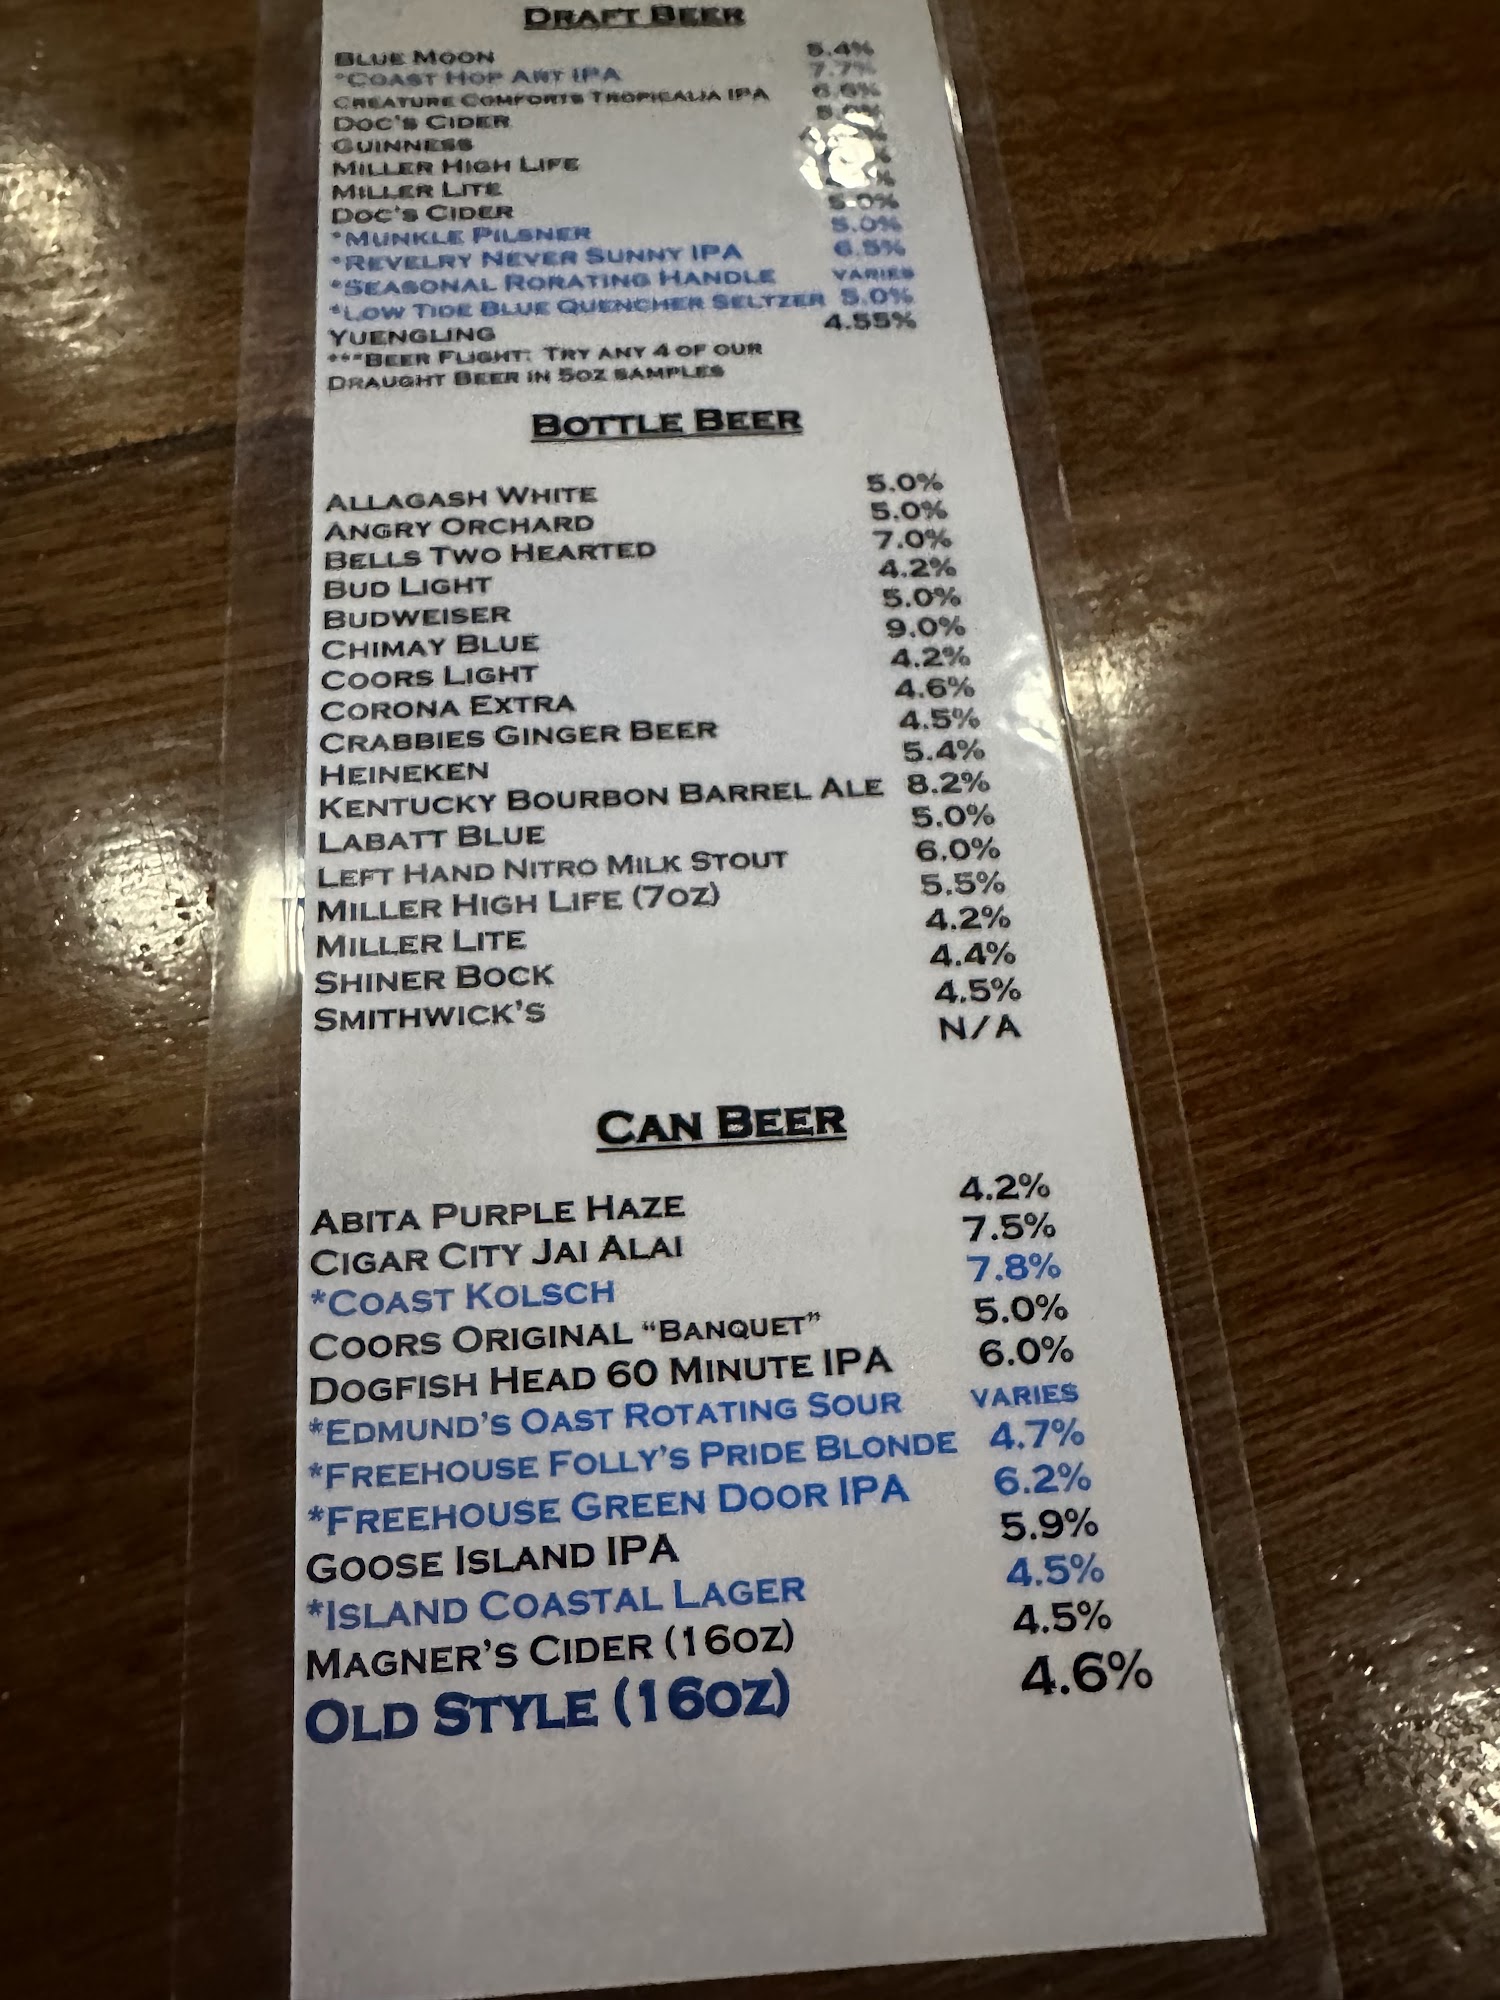 Draft Beer
Blue Moon 5.4%
*Coast Hop Art IPA 7.7%
Creature Comforts Tropicalia IPA 6.6%
Doc's Cider 5.0%
Guinness
Miller High Life
Miller Lite
Doc's Cider 5.0%
*Munkle Pilsner 5.0%
*Revelry Never Sunny IPA 6.5%
*Seasonal Rorating Handle varies
*Low Tide Blue Quencher Seltzer 5.0%
Yuengling 4.55%
***Beer Flight: Try any 4 of our
Draught Beer in 5oz samples
Bottle Beer
Allagash White 5.0%
Angry Orchard 5.0%
Bells Two Hearted 7.0%
Bud Light 4.2%
Budweiser 5.0%
Chimay Blue 9.0%
Coors Light 4.2%
Corona Extra 4.6%
Crabbies Ginger Beer 4.5%
Heineken 5.4%
Kentucky Bourbon Barrel Ale 8.2%
Labatt Blue 5.0%
Left Hand Nitro Milk Stout 6.0%
Miller High Life (7oz) 5.5%
Miller Lite 4.2%
Shiner Bock 4.4%
Smithwick's 4.5%
N/A
Can Beer
Abita Purple Haze 4.2%
Cigar City Jai Alai 7.5%
*Coast Kolsch 7.8%
Coors Original "Banquet" 5.0%
Dogfish Head 60 Minute IPA 6.0%
*Edmund's Oast Rotating Sour varies
*Freehouse Folly's Pride Blonde 4.7%
*Freehouse Green Door IPA 6.2%
Goose Island IPA 5.9%
*Island Coastal Lager 4.5%
Magner's Cider (16oz) 4.5%
Old Style (16oz) 4.6%